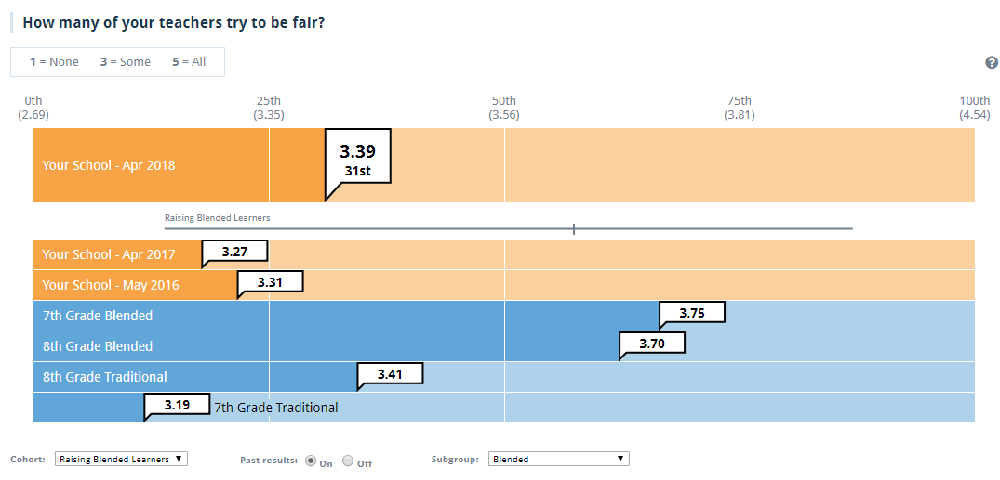 How many of your teachers try to be fair?
1 = None 3 = Some 5 = All
?
0th 25th 50th 75th 100th
(2.69) (3.35) (3.56) (3.81) (4.54)
Your School - Apr 2018
3.39
31st
Raising Blended Learners
Your School - Apr 2017 3.27
Your School - May 2016 3.31
7th Grade Blended 3.75
8th Grade Blended 3.70
8th Grade Traditional 3.41
3.19 7th Grade Traditional
Cohort: Raising Blended Learners Past results: On Off Subgroup: Blended